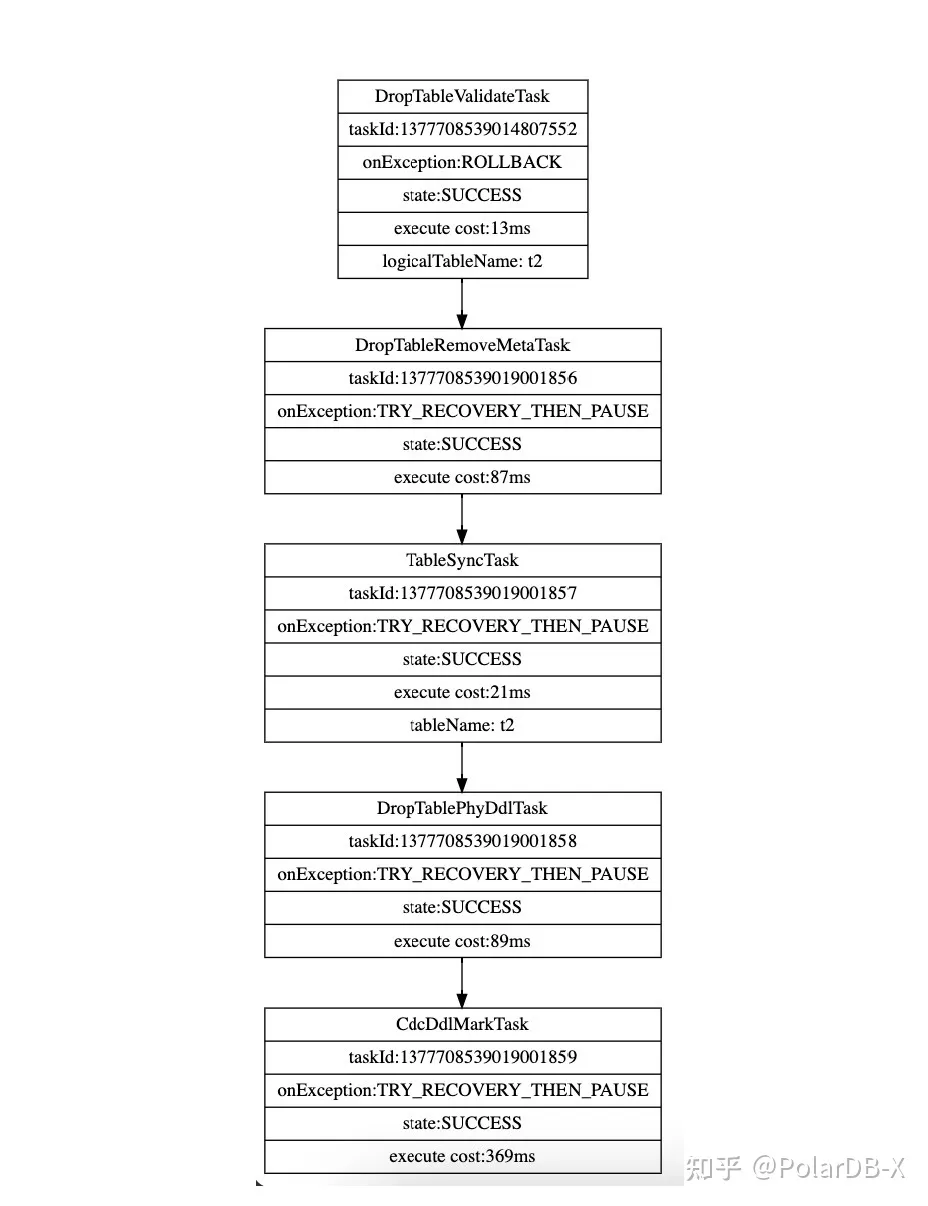 DropTableValidateTask
taskId:1377708539014807552
onException:ROLLBACK
state:SUCCESS
execute cost:13ms
logicalTableName: t2
DropTableRemoveMetaTask
taskId:1377708539019001856
onException:TRY_RECOVERY_THEN_PAUSE
state:SUCCESS
execute cost:87ms
TableSyncTask
taskId:1377708539019001857
onException:TRY_RECOVERY_THEN_PAUSE
state:SUCCESS
execute cost:21ms
tableName: t2
DropTablePhyDdlTask
taskId:1377708539019001858
onException:TRY_RECOVERY_THEN_PAUSE
state:SUCCESS
execute cost:89ms
CdcDdlMarkTask
taskId:1377708539019001859
onException:TRY_RECOVERY_THEN_PAUSE
state:SUCCESS
execute cost:369ms
知乎 @PolarDB-X